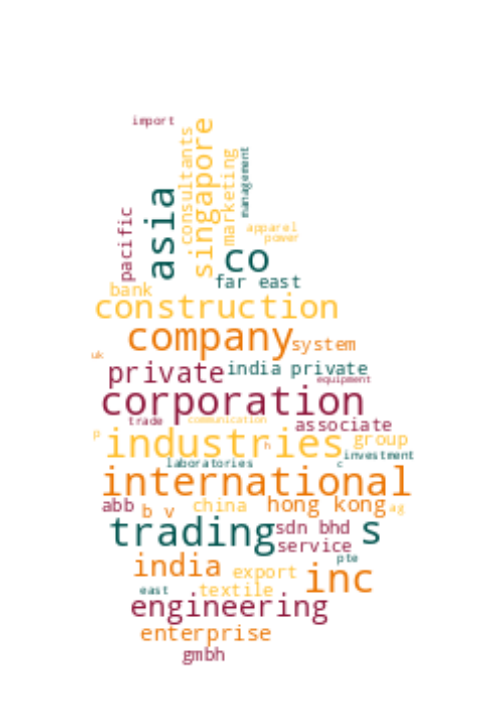 import
consultants
singapore
marketing
management
asia
pacific
apparel
power
co
far east
bank
construction
company
system
uk
private
india private
equipment
corporation
trade
communication
associate
p
industries
h
group
investment
laboratories
c
international
abb
b v
china
hong kong
ag
trading
sdn bhd
s
service
pte
india
export
inc
east
textile
engineering
enterprise
gmbh